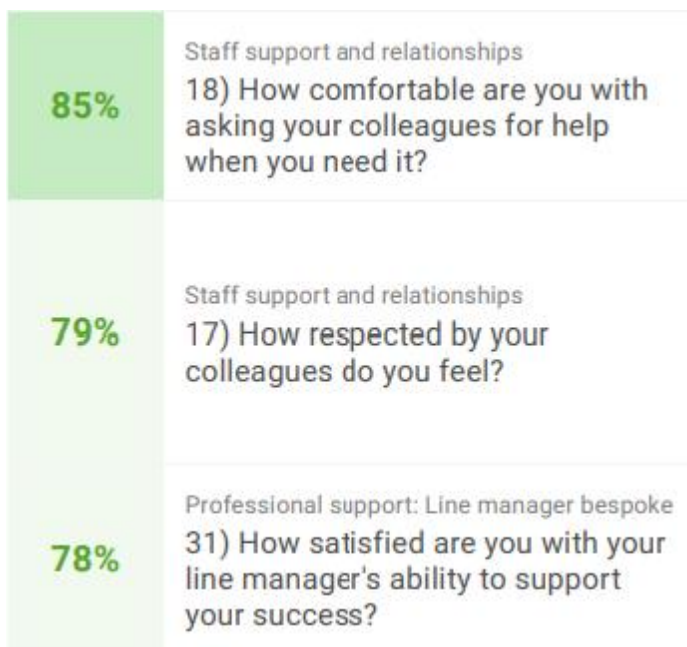 85%
Staff support and relationships
18) How comfortable are you with
asking your colleagues for help
when you need it?
79%
Staff support and relationships
17) How respected by your
colleagues do you feel?
78%
Professional support: Line manager bespoke
31) How satisfied are you with your
line manager's ability to support
your success?